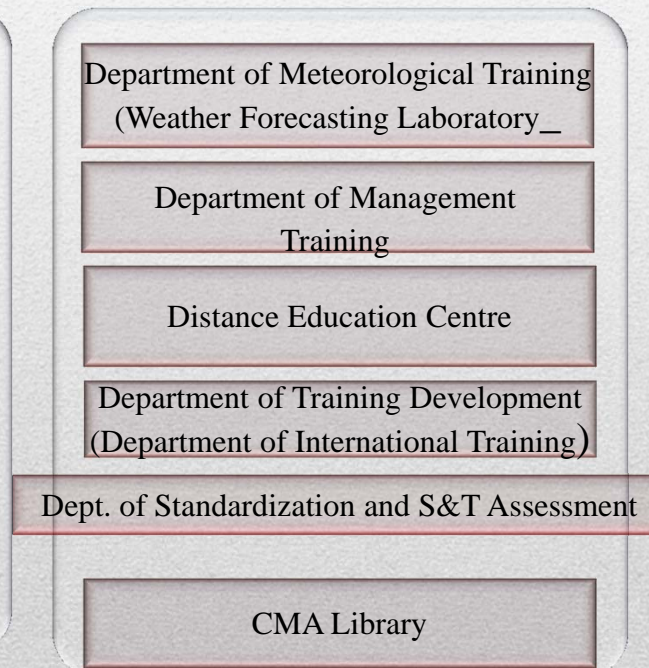 Department of Meteorological Training
(Weather Forecasting Laboratory_
Department of Management
Training
Distance Education Centre
Department of Training Development
(Department of International Training)
Dept. of Standardization and S&T Assessment
CMA Library